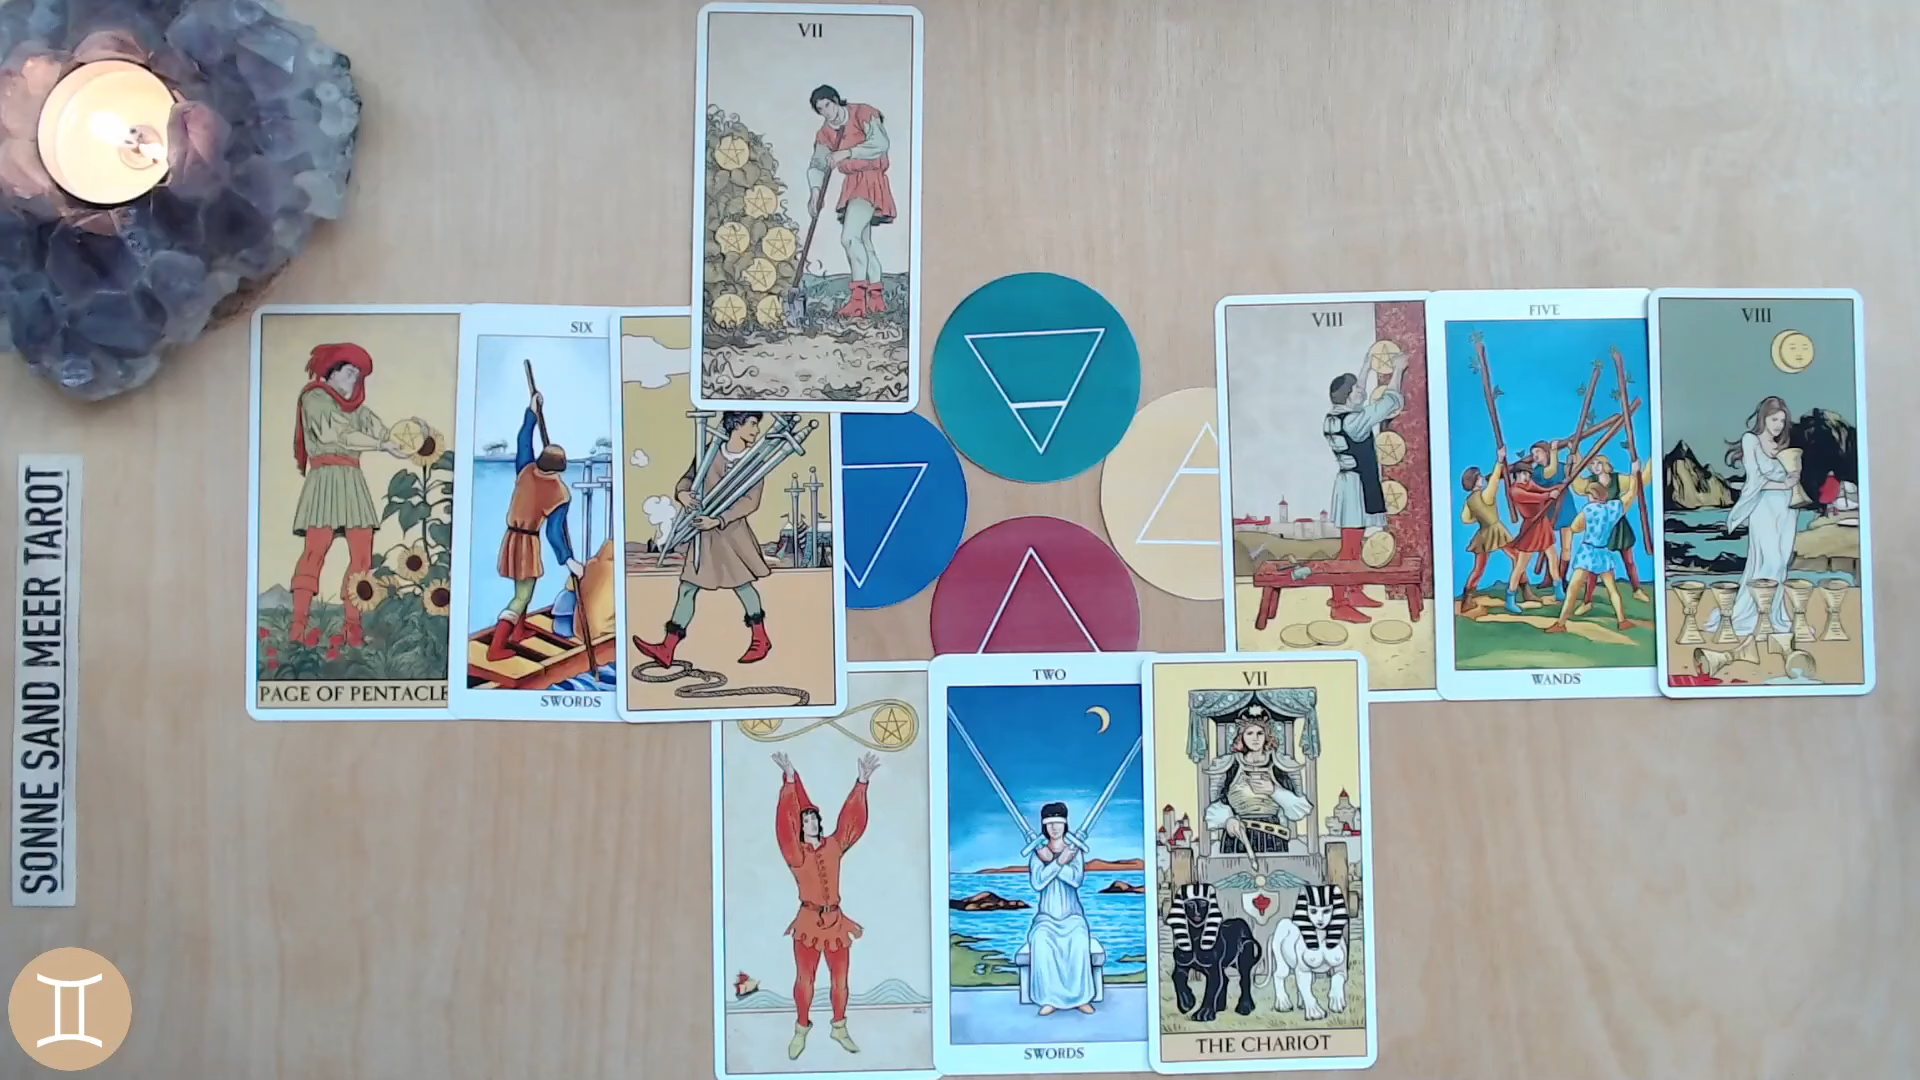 VII
SIX
VIII
FIVE
VIII
SONNE SAND MEER TAROT
PAGE OF PENTACLE
SWORDS
WANDS
TWO
VII
SWORDS
THE CHARIOT